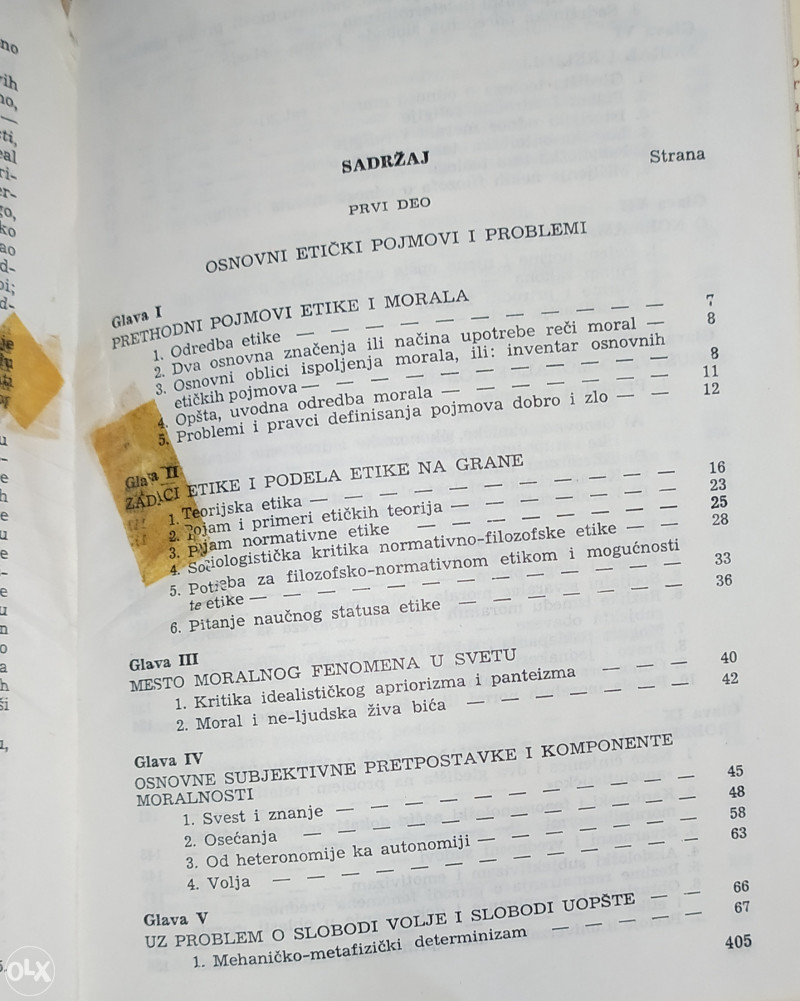 SADRŽAJ
Strana
PRVI DEO
OSNOVNI ETIČKI POJMOVI I PROBLEMI
Glava I
PRETHODNI POJMOVI ETIKE I MORALA
1. Odredba etike — — — — — — — — — — — 7
2. Dva osnovna značenja ili načina upotrebe reči moral — 8
3. Osnovni oblici ispoljenja morala, ili: inventar osnovnih
etičkih pojmova — — — — — — — — — — 8
4. Opšta, uvodna odredba morala — — — — — — 11
5. Problemi i pravci definisanja pojmova dobro i zlo — — 12
Glava II
ZADACI ETIKE I PODELA ETIKE NA GRANE
1. Teorijska etika — — — — — — — — — — 16
2. Pojam i primeri etičkih teorija — — — — — — 23
3. Pojam normativne etike — — — — — — — 25
4. Sociologistička kritika normativno-filozofske etike — — 28
5. Potreba za filozofsko-normativnom etikom i mogućnosti
te etike — — — — — — — — — — — — 33
6. Pitanje naučnog statusa etike — — — — — — 36
Glava III
MESTO MORALNOG FENOMENA U SVETU
1. Kritika idealističkog apriorizma i panteizma — — — 40
2. Moral i ne-ljudska živa bića — — — — — — 42
Glava IV
OSNOVNE SUBJEKTIVNE PRETPOSTAVKE I KOMPONENTE
MORALNOSTI
1. Svest i znanje — — — — — — — — — — 45
2. Osećanja — — — — — — — — — — — 48
3. Od heteronomije ka autonomiji — — — — — — 58
4. Volja — — — — — — — — — — — — 63
Glava V
UZ PROBLEM O SLOBODI VOLJE I SLOBODI UOPŠTE — — 66
1. Mehaničko-metafizički determinizam — — — — 67
405
OLX